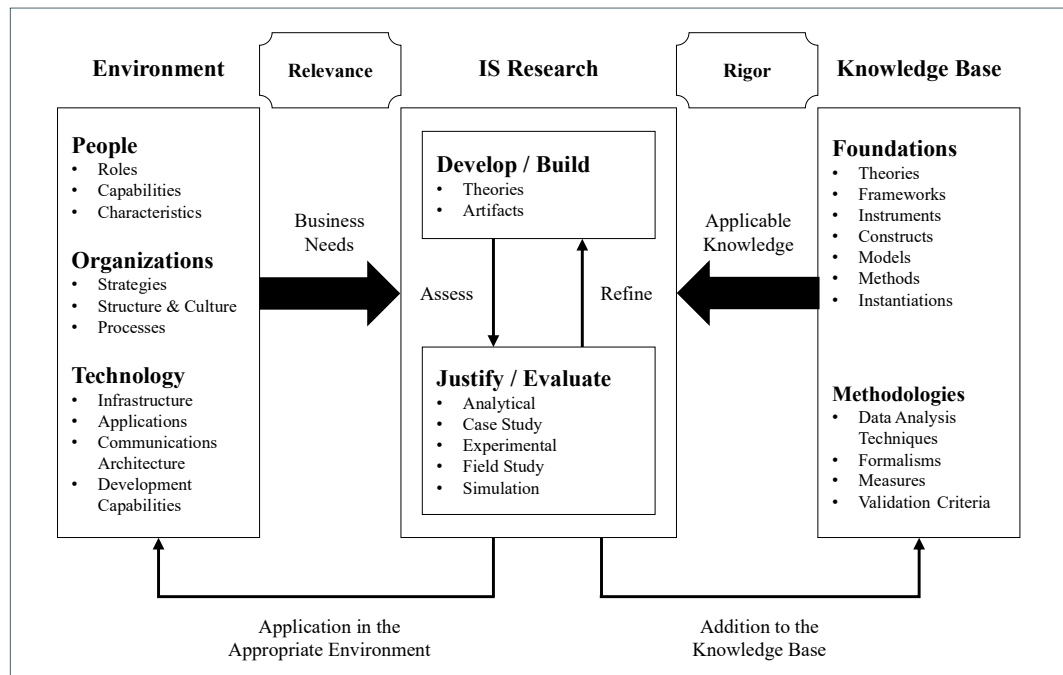 Environment
Relevance
IS Research
Rigor
Knowledge Base
People
• Roles
• Capabilities
• Characteristics
Organizations
• Strategies
• Structure & Culture
• Processes
Technology
• Infrastructure
• Applications
• Communications
Architecture
• Development
Capabilities
Business
Needs
Develop / Build
• Theories
• Artifacts
Assess
Refine
Justify / Evaluate
• Analytical
• Case Study
• Experimental
• Field Study
• Simulation
Applicable
Knowledge
Foundations
• Theories
• Frameworks
• Instruments
• Constructs
• Models
• Methods
• Instantiations
Methodologies
• Data Analysis
Techniques
• Formalisms
• Measures
• Validation Criteria
Application in the
Appropriate Environment
Addition to the
Knowledge Base